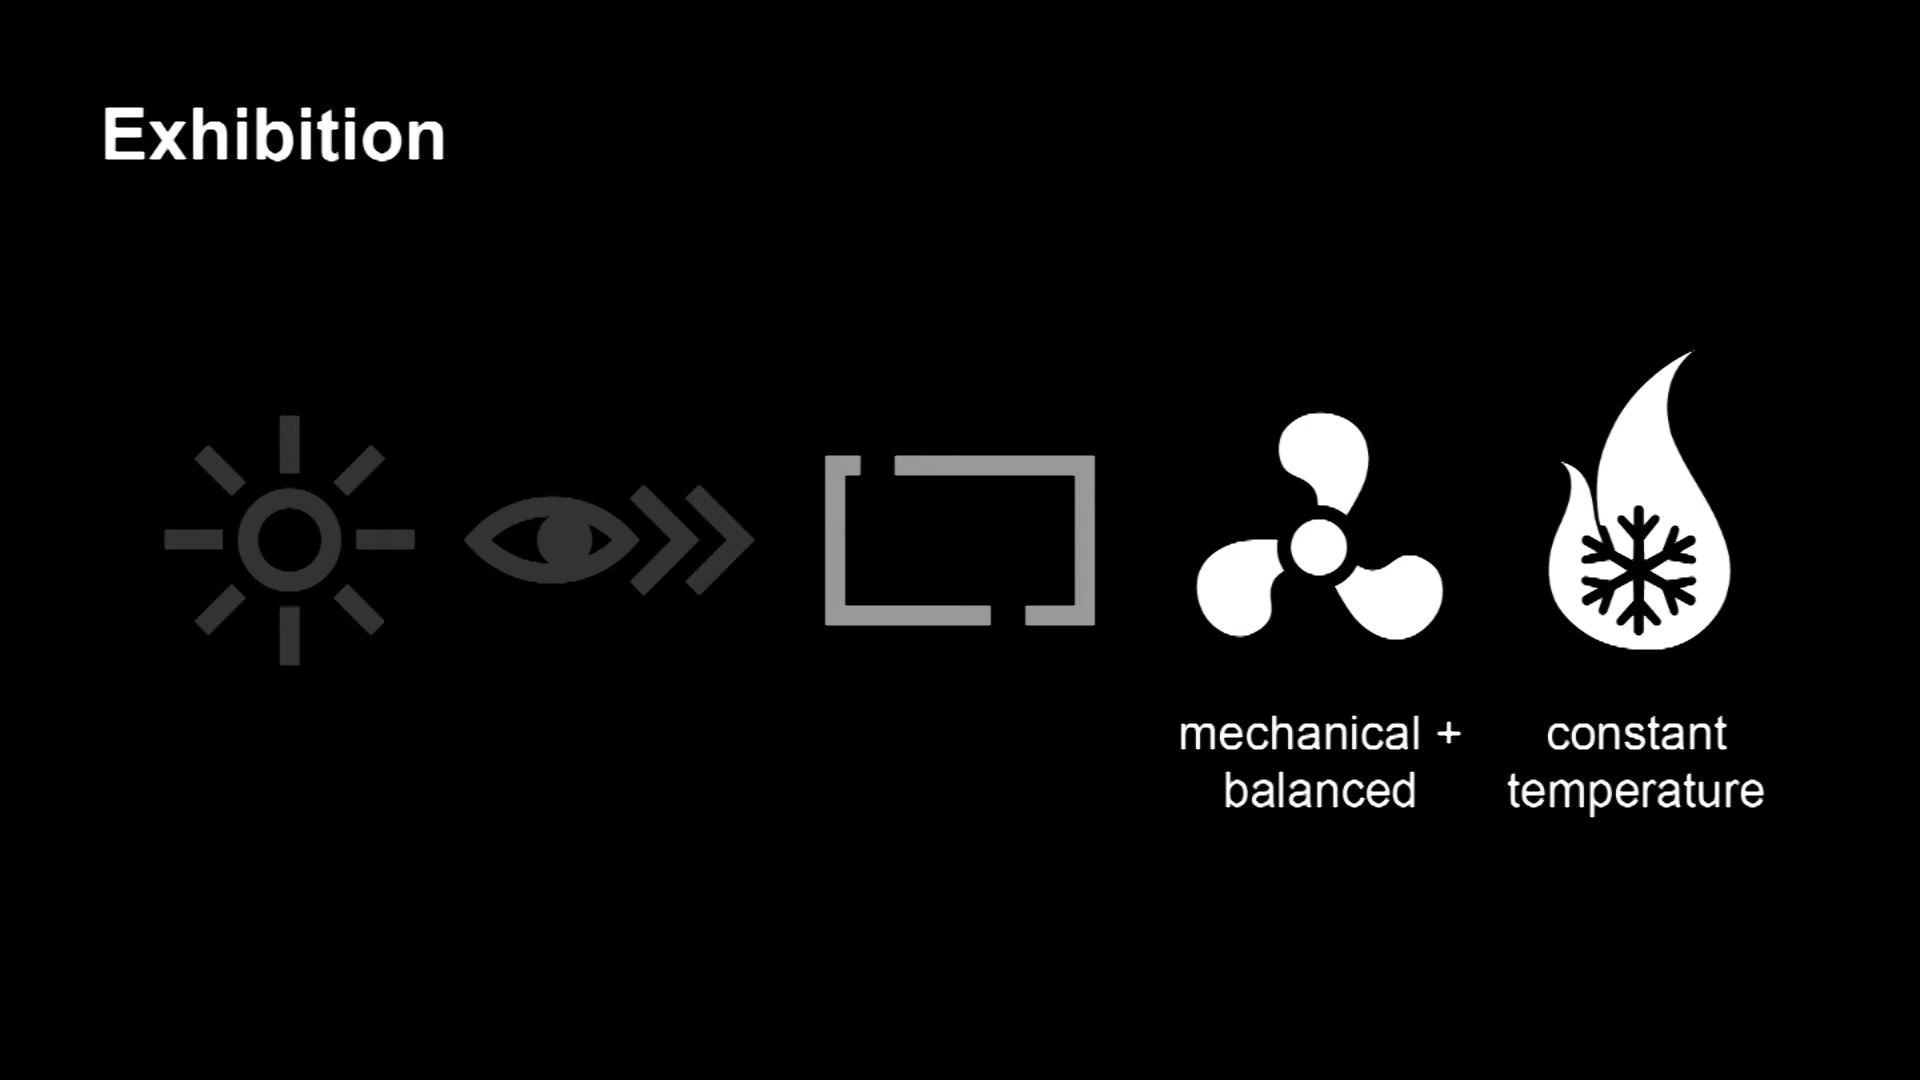 Exhibition
mechanical +
balanced
constant
temperature